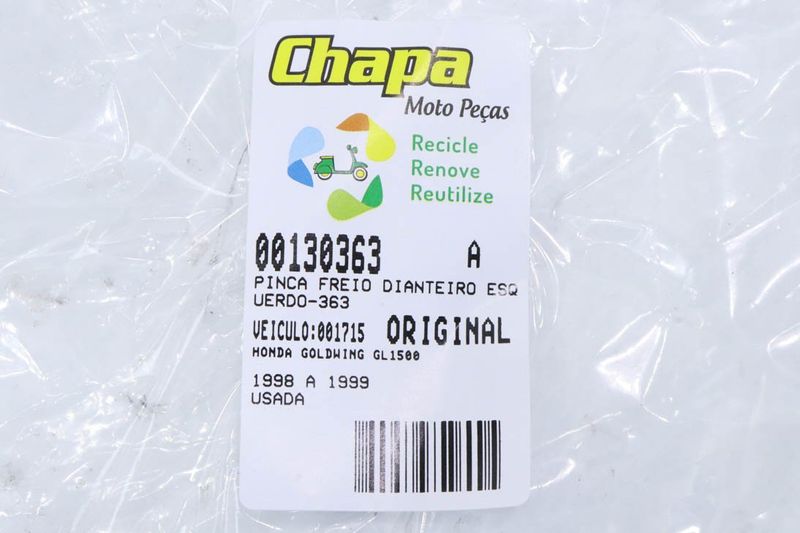 Chapa
Moto Peças
Recicle
Renove
Reutilize
00130363 A
PINCA FREIO DIANTEIRO ESQ
UERDO-363
VEICULO:001715 ORIGINAL
HONDA GOLDWING GL1500
1998 A 1999
USADA